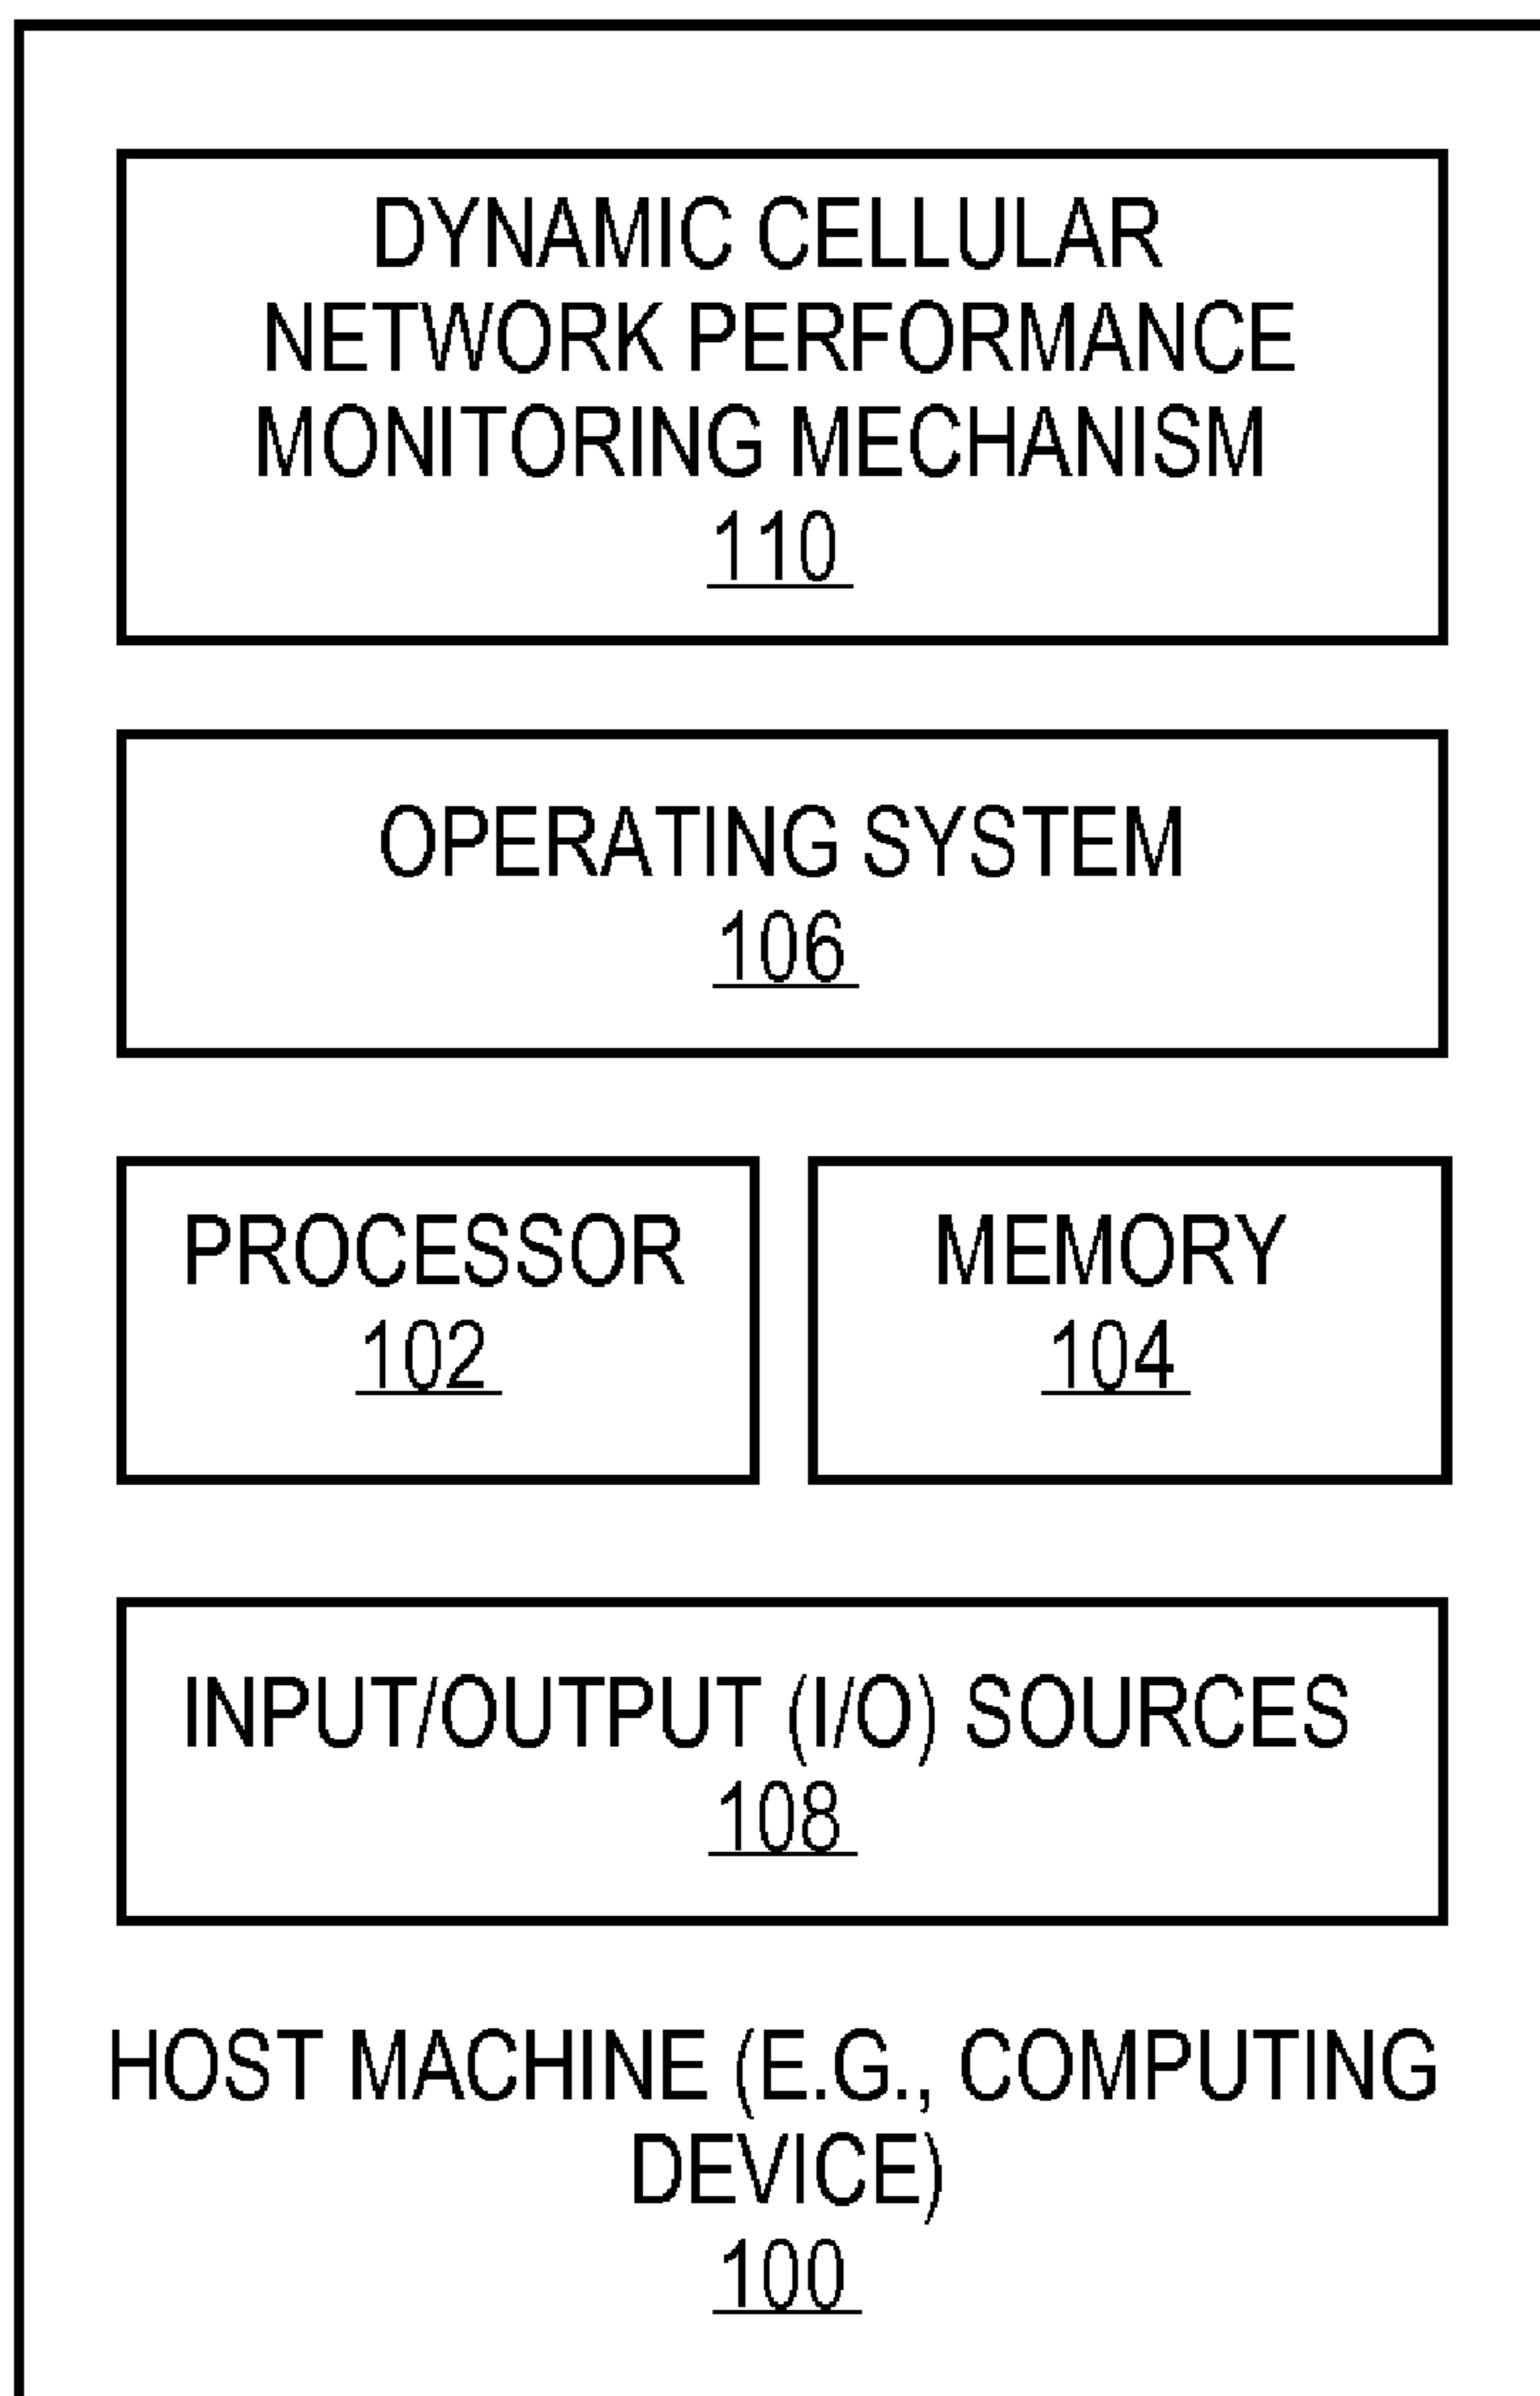 DYNAMIC CELLULAR
NETWORK PERFORMANCE
MONITORING MECHANISM
110
OPERATING SYSTEM
106
PROCESSOR
102
MEMORY
104
INPUT/OUTPUT (I/O) SOURCES
108
HOST MACHINE (E.G., COMPUTING
DEVICE)
100